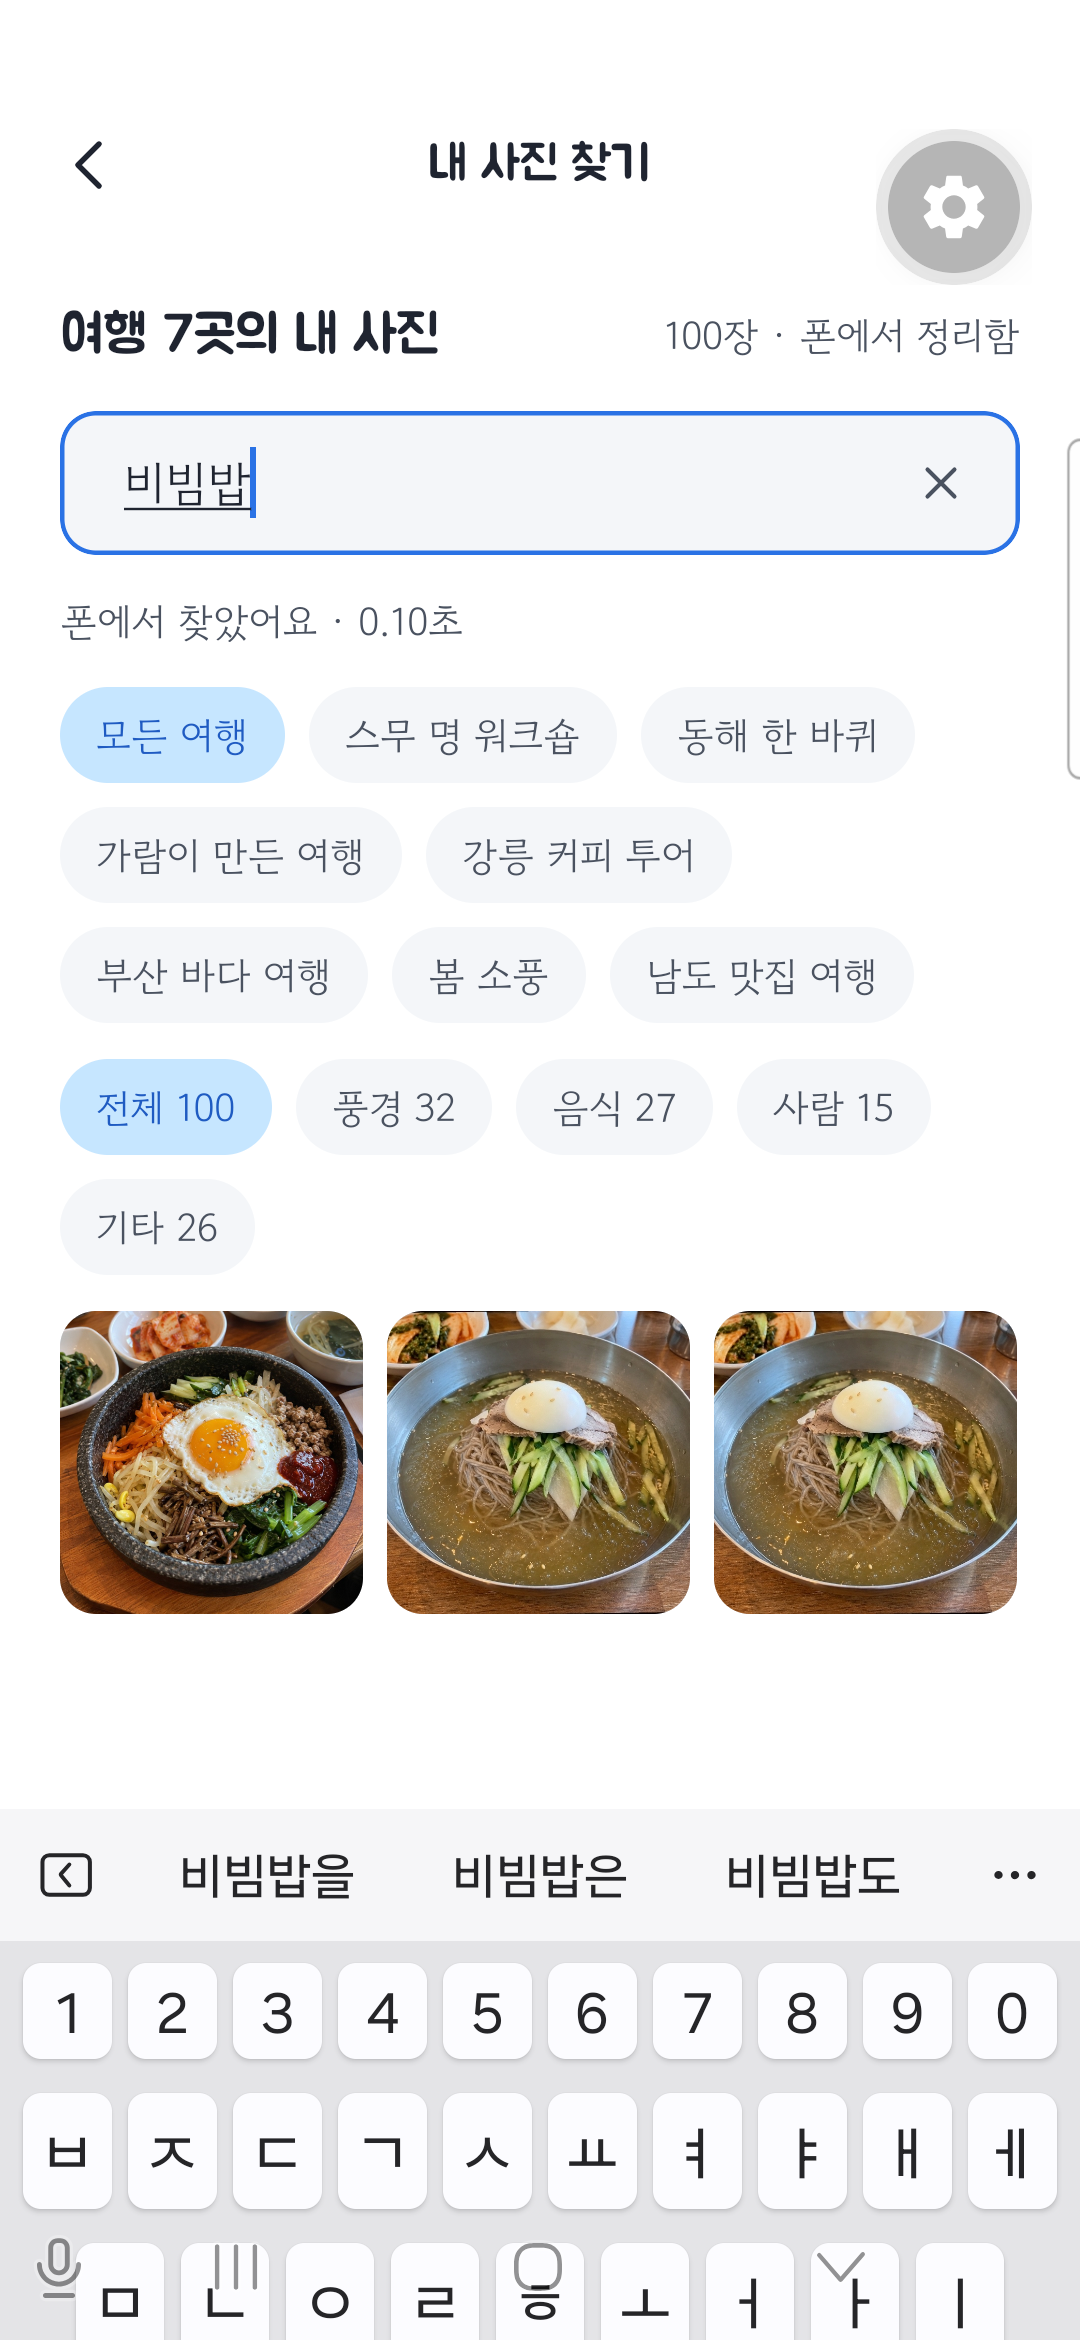 내 사진 찾기
여행 7곳의 내 사진
100장 · 폰에서 정리함
비빔밥
폰에서 찾았어요 · 0.10초
모든 여행 스무 명 워크숍 동해 한 바퀴
가람이 만든 여행 강릉 커피 투어
부산 바다 여행 봄 소풍 남도 맛집 여행
전체 100 풍경 32 음식 27 사람 15
기타 26
비빔밥을 비빔밥은 비빔밥도
1 2 3 4 5 6 7 8 9 0
ㅂ ㅈ ㄷ ㄱ ㅅ ㅛ ㅕ ㅑ ㅐ ㅔ
ㅁ ㄴ ㅇ ㄹ ㅎ ㅗ ㅓ ㅏ ㅣ